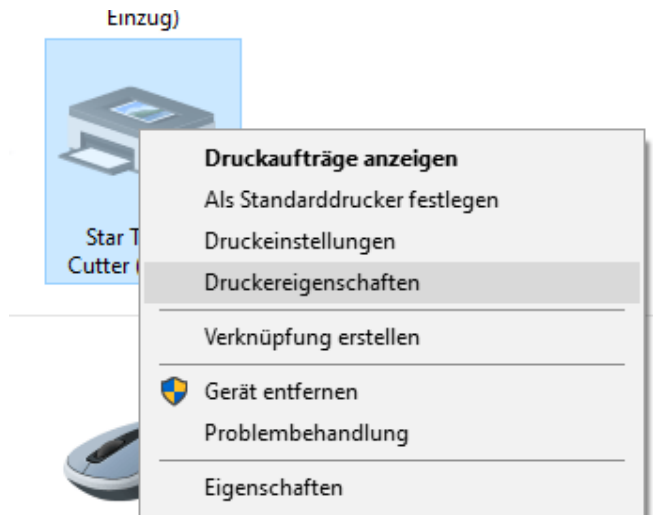 Einzug)
Star T
Cutter (
Druckaufträge anzeigen
Als Standarddrucker festlegen
Druckeinstellungen
Druckereigenschaften
Verknüpfung erstellen
Gerät entfernen
Problembehandlung
Eigenschaften